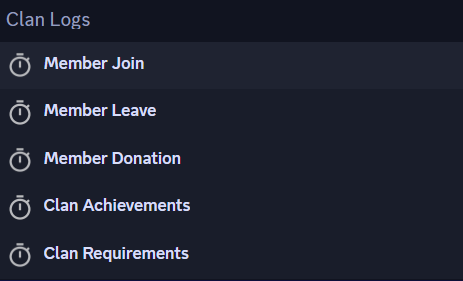 Clan Logs
Member Join
Member Leave
Member Donation
Clan Achievements
Clan Requirements